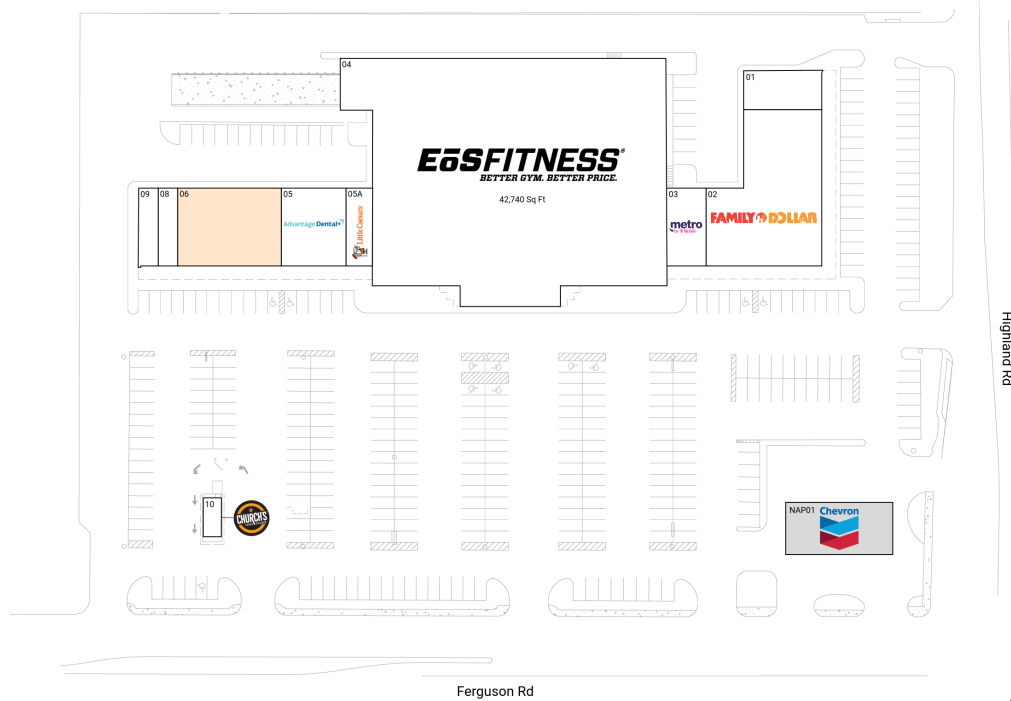 04
EōSFITNESS®
BETTER GYM. BETTER PRICE.
42,740 Sq Ft
01
09
08
06
05
Advantage Dental+
05A
Little Caesars
03
metro
by T-Mobile
02
FAMILY DOLLAR
Highland Rd
10
CHURCH'S
NAP01
Chevron
Ferguson Rd